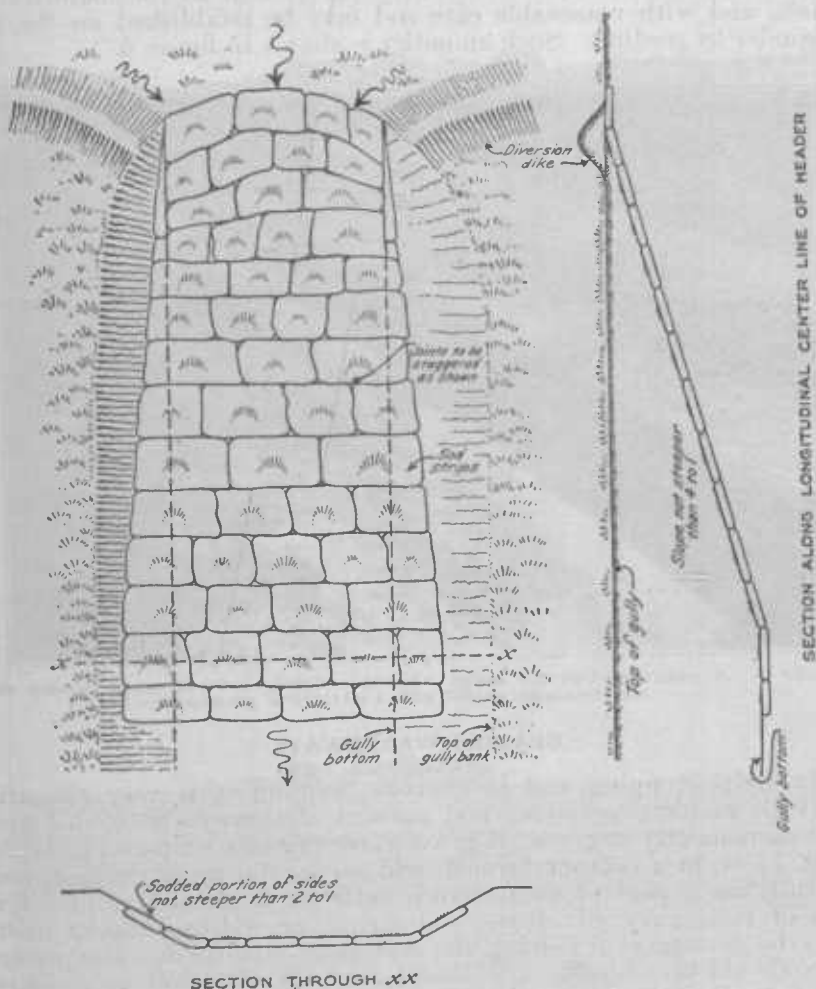 Diversion
dike
Joints to be
staggered
as shown
Sod
strips
x
x
Gully
bottom
Top of
gully bank
Sodded portion of sides
not steeper than 2 to 1
SECTION THROUGH XX
Top of gully
Slope not steeper
than 4 to 1
Gully bottom
SECTION ALONG LONGITUDINAL CENTER LINE OF HEADER